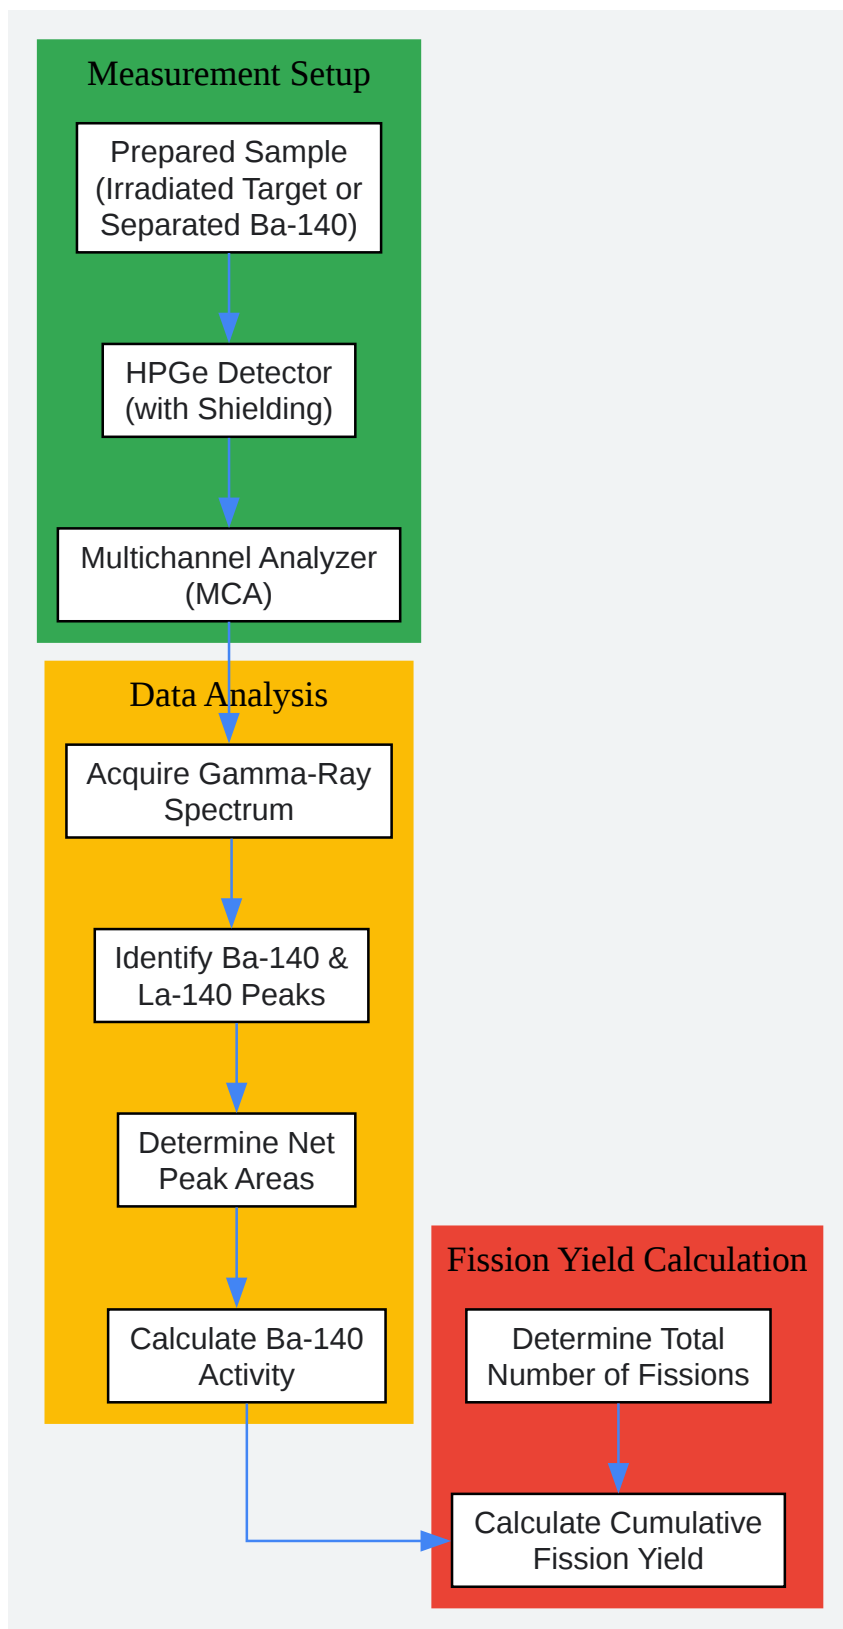 Measurement Setup
Prepared Sample
(Irradiated Target or
Separated Ba-140)
HPGe Detector
(with Shielding)
Multichannel Analyzer
(MCA)
Data Analysis
Acquire Gamma-Ray
Spectrum
Identify Ba-140 &
La-140 Peaks
Determine Net
Peak Areas
Calculate Ba-140
Activity
Fission Yield Calculation
Determine Total
Number of Fissions
Calculate Cumulative
Fission Yield